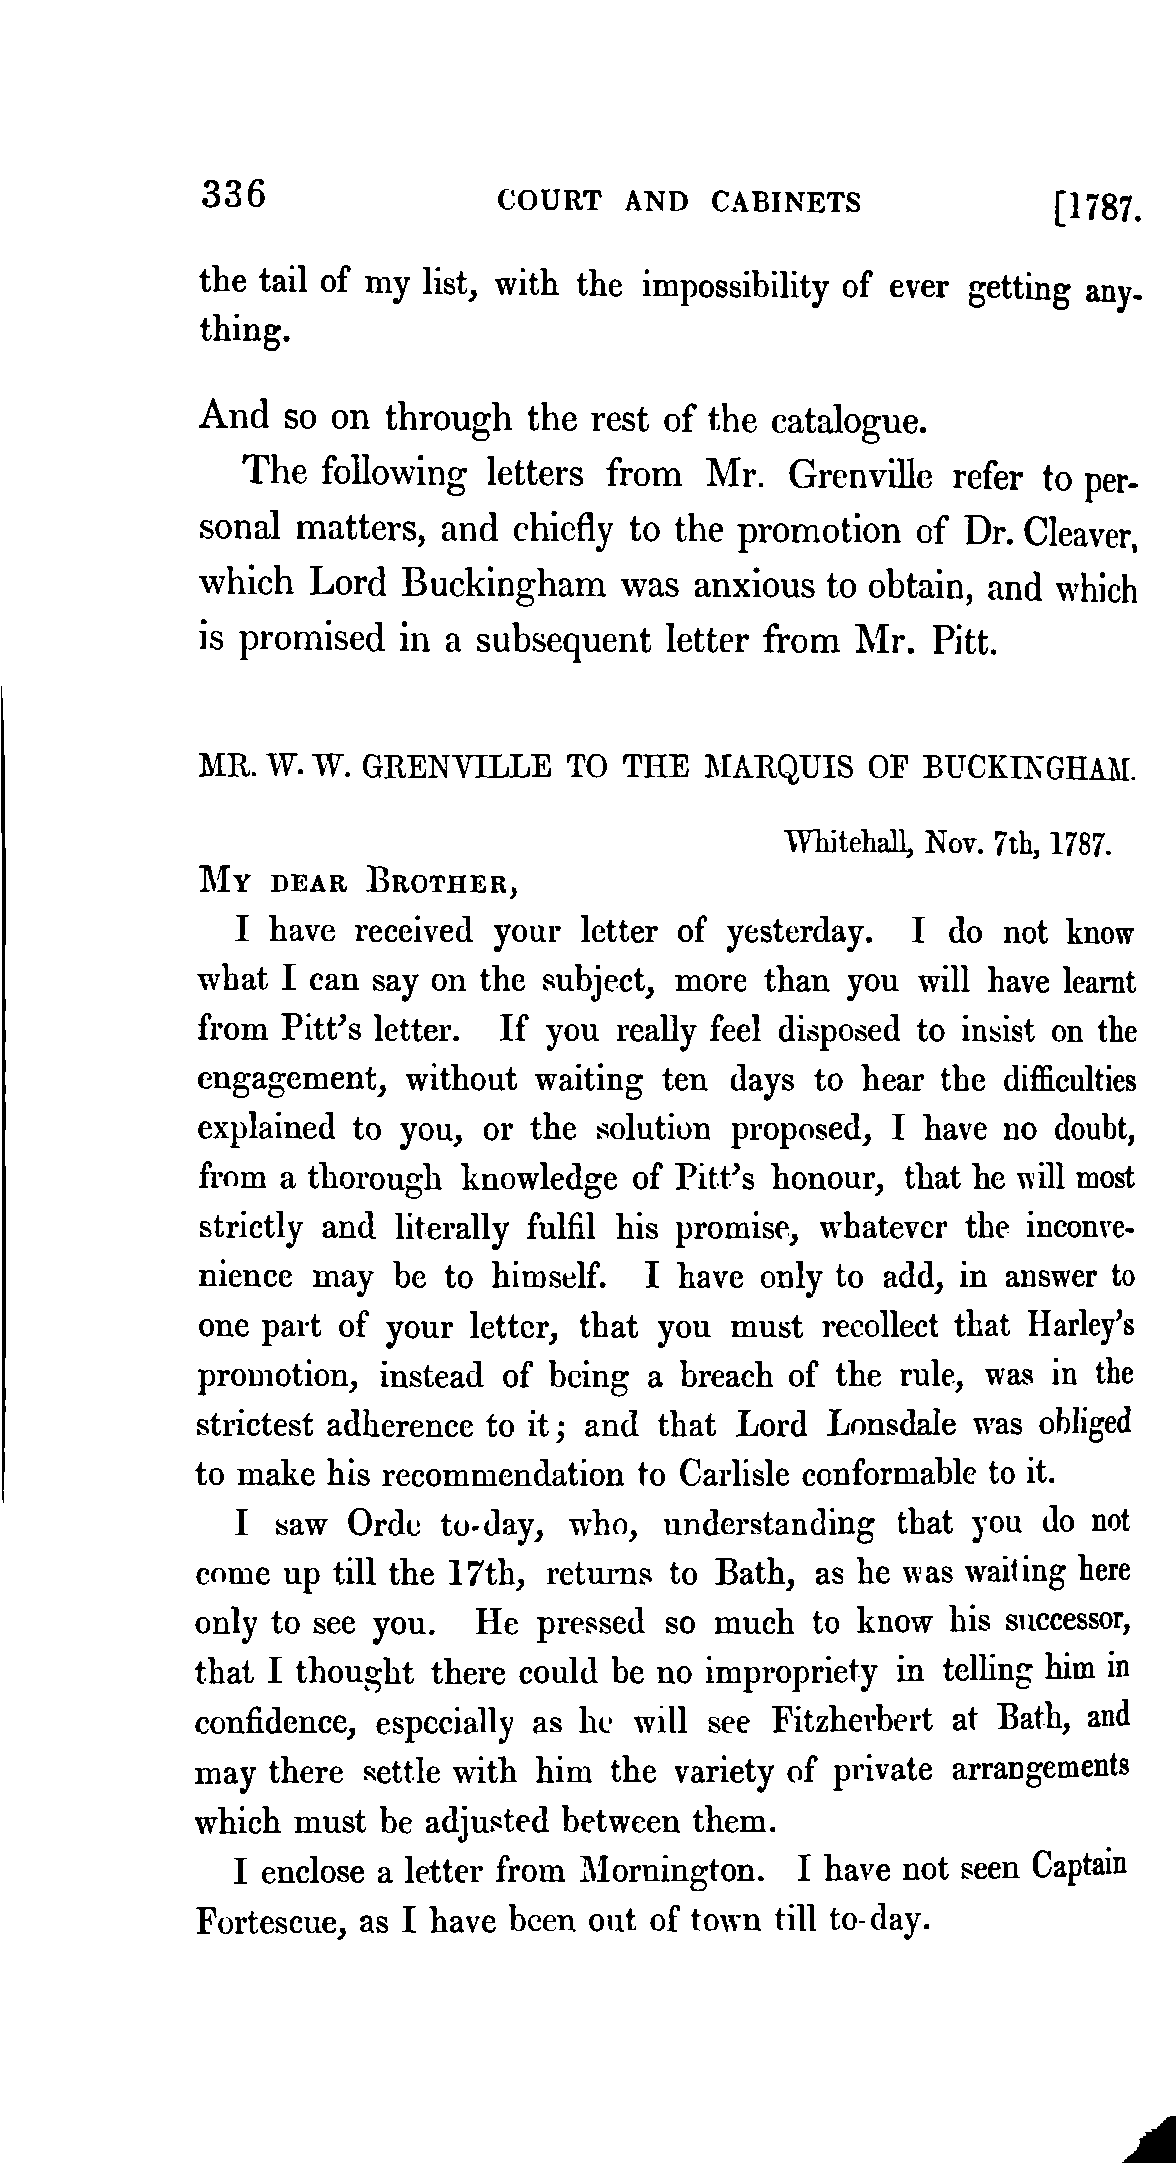 336 COURT AND CABINETS [1787.
the tail of my list, with the impossibility of ever getting any-
thing.
And so on through the rest of the catalogue.
The following letters from Mr. Grenville refer to per-
sonal matters, and chiefly to the promotion of Dr. Cleaver,
which Lord Buckingham was anxious to obtain, and which
is promised in a subsequent letter from Mr. Pitt.
MR. W. W. GRENVILLE TO THE MARQUIS OF BUCKINGHAM.
Whitehall, Nov. 7th, 1787.
MY DEAR BROTHER,
I have received your letter of yesterday. I do not know
what I can say on the subject, more than you will have learnt
from Pitt's letter. If you really feel disposed to insist on the
engagement, without waiting ten days to hear the difficulties
explained to you, or the solution proposed, I have no doubt,
from a thorough knowledge of Pitt's honour, that he will most
strictly and literally fulfil his promise, whatever the inconve-
nience may be to himself. I have only to add, in answer to
one part of your letter, that you must recollect that Harley's
promotion, instead of being a breach of the rule, was in the
strictest adherence to it; and that Lord Lonsdale was obliged
to make his recommendation to Carlisle conformable to it.
I saw Orde to-day, who, understanding that you do not
come up till the 17th, returns to Bath, as he was waiting here
only to see you. He pressed so much to know his successor,
that I thought there could be no impropriety in telling him in
confidence, especially as he will see Fitzherbert at Bath, and
may there settle with him the variety of private arrangements
which must be adjusted between them.
I enclose a letter from Mornington. I have not seen Captain
Fortescue, as I have been out of town till to-day.